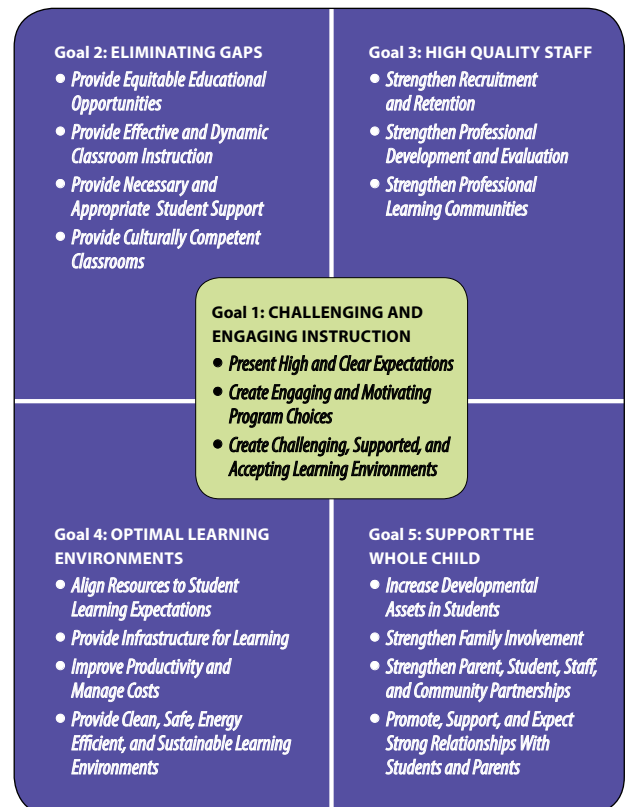 Goal 2: ELIMINATING GAPS
• Provide Equitable Educational
Opportunities
• Provide Effective and Dynamic
Classroom Instruction
• Provide Necessary and
Appropriate Student Support
• Provide Culturally Competent
Classrooms
Goal 3: HIGH QUALITY STAFF
• Strengthen Recruitment
and Retention
• Strengthen Professional
Development and Evaluation
• Strengthen Professional
Learning Communities
Goal 1: CHALLENGING AND
ENGAGING INSTRUCTION
• Present High and Clear Expectations
• Create Engaging and Motivating
Program Choices
• Create Challenging, Supported, and
Accepting Learning Environments
Goal 4: OPTIMAL LEARNING
ENVIRONMENTS
• Align Resources to Student
Learning Expectations
• Provide Infrastructure for Learning
• Improve Productivity and
Manage Costs
• Provide Clean, Safe, Energy
Efficient, and Sustainable Learning
Environments
Goal 5: SUPPORT THE
WHOLE CHILD
• Increase Developmental
Assets in Students
• Strengthen Family Involvement
• Strengthen Parent, Student, Staff,
and Community Partnerships
• Promote, Support, and Expect
Strong Relationships With
Students and Parents